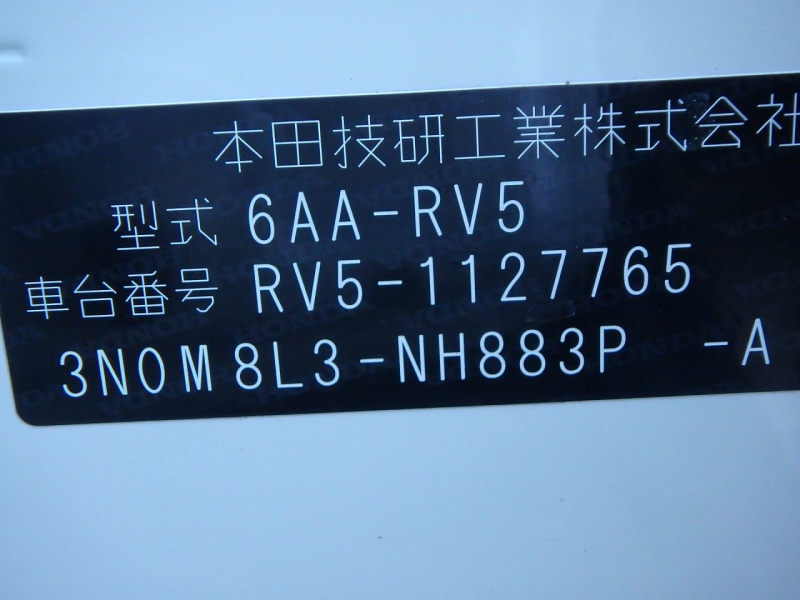 本田技研工業株式会社
型式 6AA-RV5
車台番号 RV5-1127765
3N0M8L3-NH883P -A